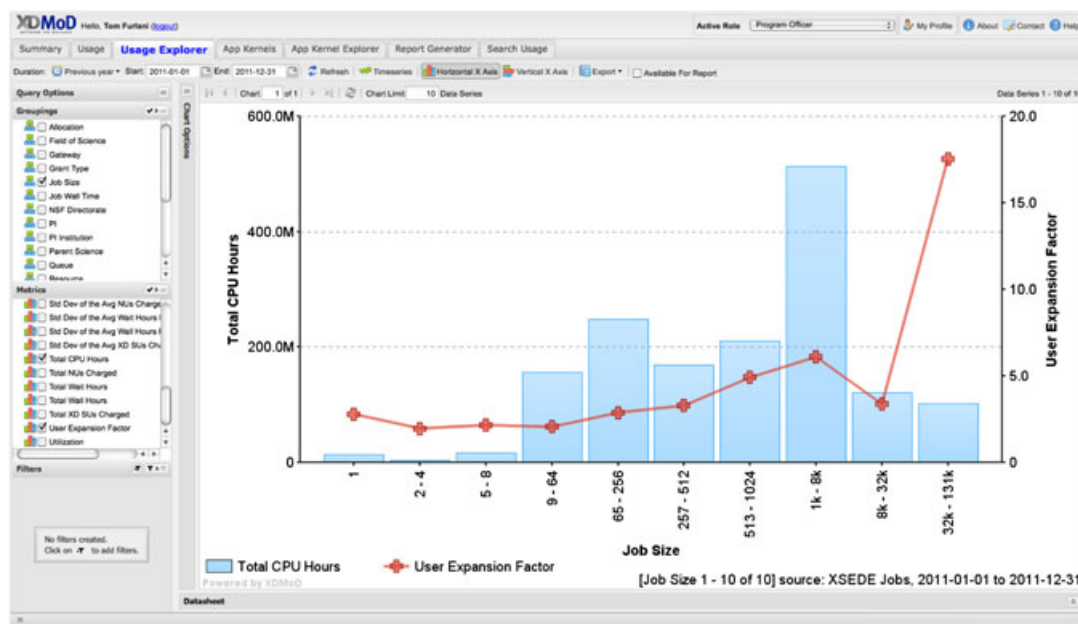 XDMoD Hello, Tom Furlani (logout) Active Role Program Officer My Profile About Contact Help
Summary Usage Usage Explorer App Kernels App Kernel Explorer Report Generator Search Usage
Duration: Previous year Start: 2011-01-01 End: 2011-12-31 Refresh Timeseries Horizontal X Axis Vertical X Axis Export Available For Report
Query Options
Groupings
Allocation
Field of Science
Gateway
Grant Type
Job Size
Job Wall Time
NSF Directorate
PI
PI Institution
Parent Science
Queue
Resource
Metrics
Std Dev of the Avg NUs Charge
Std Dev of the Avg Wait Hours
Std Dev of the Avg Wall Hours
Std Dev of the Avg XD SUs Ch
Total CPU Hours
Total NUs Charged
Total Wait Hours
Total Wall Hours
Total XD SUs Charged
User Expansion Factor
Utilization
Filters
No filters created.
Click on to add filters.
Chart Options
Chart 1 of 1 Chart Limit 10 Data Series Data Series 1 - 10 of 1
600.0M
400.0M
200.0M
0
Total CPU Hours
20.0
15.0
10.0
5.0
0
User Expansion Factor
1
2 - 4
5 - 8
9 - 64
65 - 256
257 - 512
513 - 1024
1k - 8k
8k - 32k
32k - 131k
Job Size
Total CPU Hours User Expansion Factor
Powered by XDMoD
[Job Size 1 - 10 of 10] source: XSEDE Jobs, 2011-01-01 to 2011-12-31
Datasheet